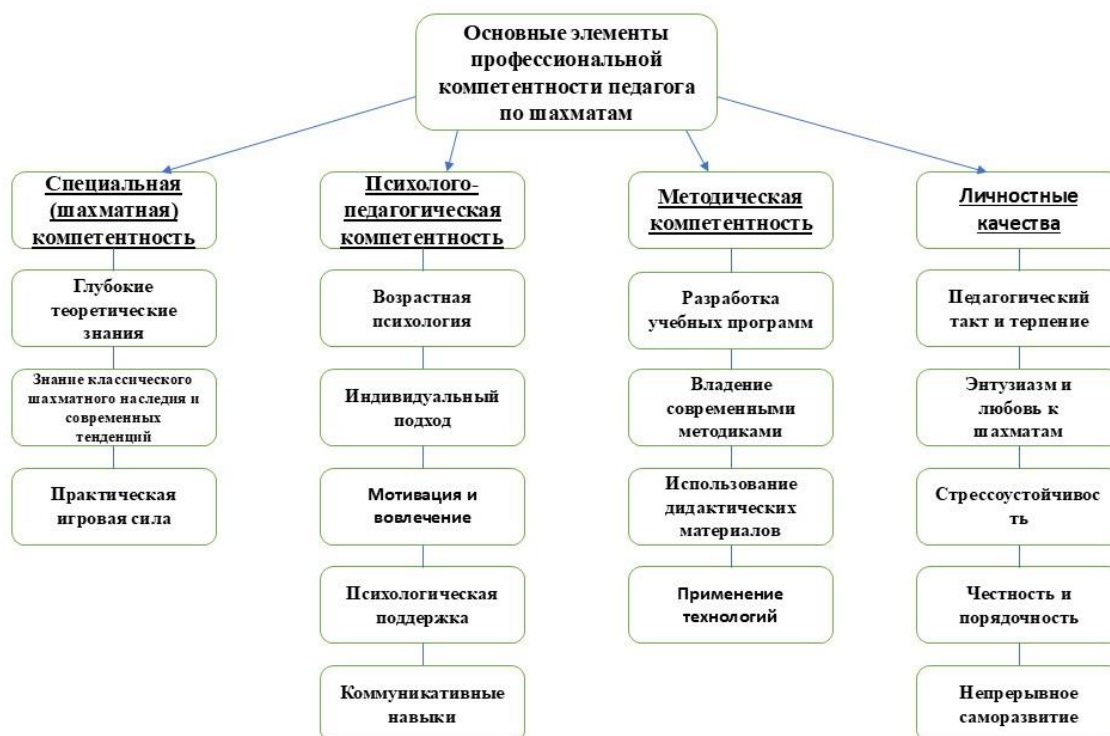 Основные элементы
профессиональной
компетентности педагога
по шахматам
Специальная
(шахматная)
компетентность
Глубокие
теоретические
знания
Знание классического
шахматного наследия и
современных
тенденций
Практическая
игровая сила
Психолого-
педагогическая
компетентность
Возрастная
психология
Индивидуальный
подход
Мотивация и
вовлечение
Психологическая
поддержка
Коммуникативные
навыки
Методическая
компетентность
Разработка
учебных программ
Владение
современными
методиками
Использование
дидактических
материалов
Применение
технологий
Личностные
качества
Педагогический
такт и терпение
Энтузиазм и
любовь к
шахматам
Стрессоустойчивос
ть
Честность и
порядочность
Непрерывное
саморазвитие